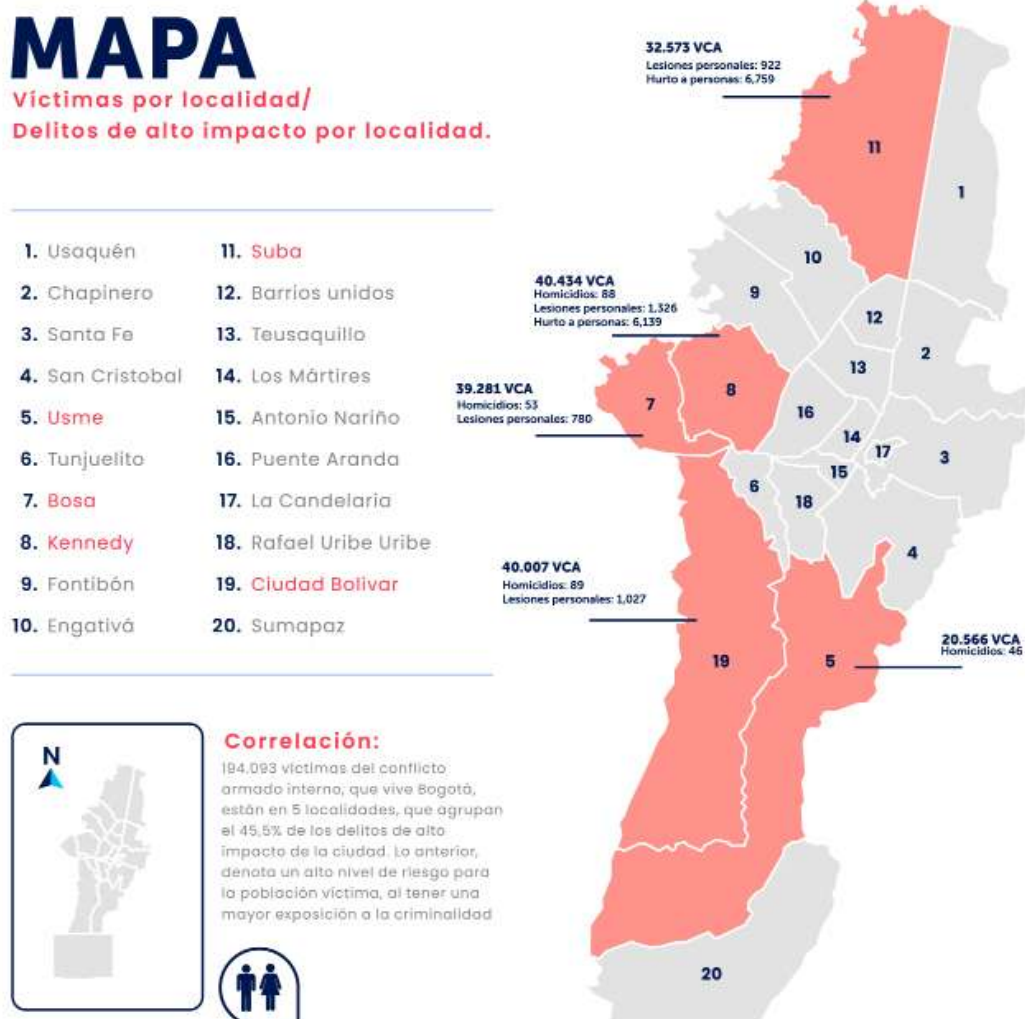 MAPA
Víctimas por localidad/
Delitos de alto impacto por localidad.
1. Usaquén
2. Chapinero
3. Santa Fe
4. San Cristobal
5. Usme
6. Tunjuelito
7. Bosa
8. Kennedy
9. Fontibón
10. Engativá
11. Suba
12. Barrios unidos
13. Teusaquillo
14. Los Mártires
15. Antonio Nariño
16. Puente Aranda
17. La Candelaria
18. Rafael Uribe Uribe
19. Ciudad Bolivar
20. Sumapaz
32.573 VCA
Lesiones personales: 922
Hurto a personas: 6,759
40.434 VCA
Homicidios: 88
Lesiones personales: 1,326
Hurto a personas: 6,139
39.281 VCA
Homicidios: 53
Lesiones personales: 780
40.007 VCA
Homicidios: 89
Lesiones personales: 1,027
20.566 VCA
Homicidios: 46
11
1
10
9
12
2
13
8
7
16
14
17
3
15
6
18
4
19
5
20
N
Correlación:
194.093 víctimas del conflicto
armado interno, que vive Bogotá,
están en 5 localidades, que agrupan
el 45,5% de los delitos de alto
impacto de la ciudad. Lo anterior,
denota un alto nivel de riesgo para
la población víctima, al tener una
mayor exposición a la criminalidad